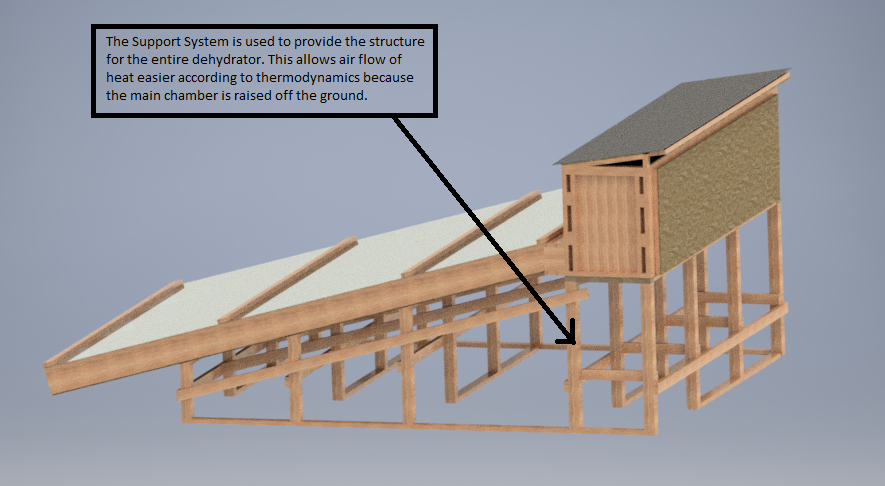 The Support System is used to provide the structure
for the entire dehydrator. This allows air flow of
heat easier according to thermodynamics because
the main chamber is raised off the ground.